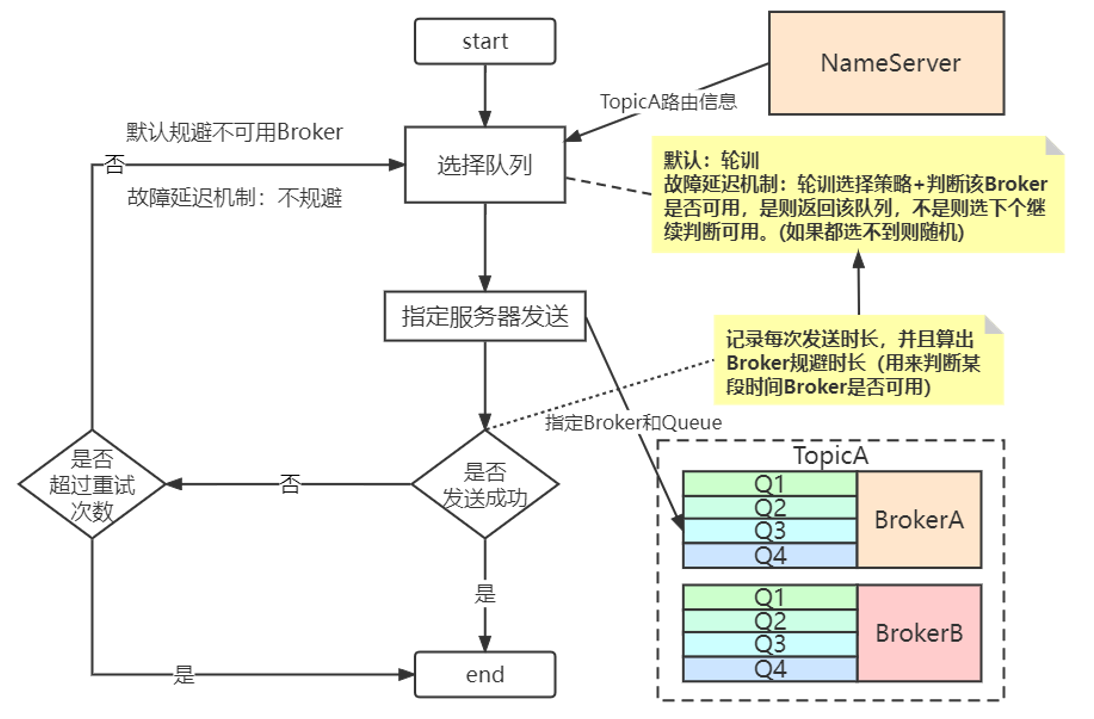 start
NameServer
TopicA路由信息
默认规避不可用Broker
否
故障延迟机制：不规避
选择队列
默认：轮训
故障延迟机制：轮训选择策略+判断该Broker
是否可用，是则返回该队列，不是则选下个继
续判断可用。(如果都选不到则随机)
指定服务器发送
记录每次发送时长，并且算出
Broker规避时长（用来判断某
段时间Broker是否可用）
指定Broker和Queue
是否
超过重试
次数
否
是否
发送成功
TopicA
Q1
Q2
Q3
Q4
BrokerA
Q1
Q2
Q3
Q4
BrokerB
是
是
end